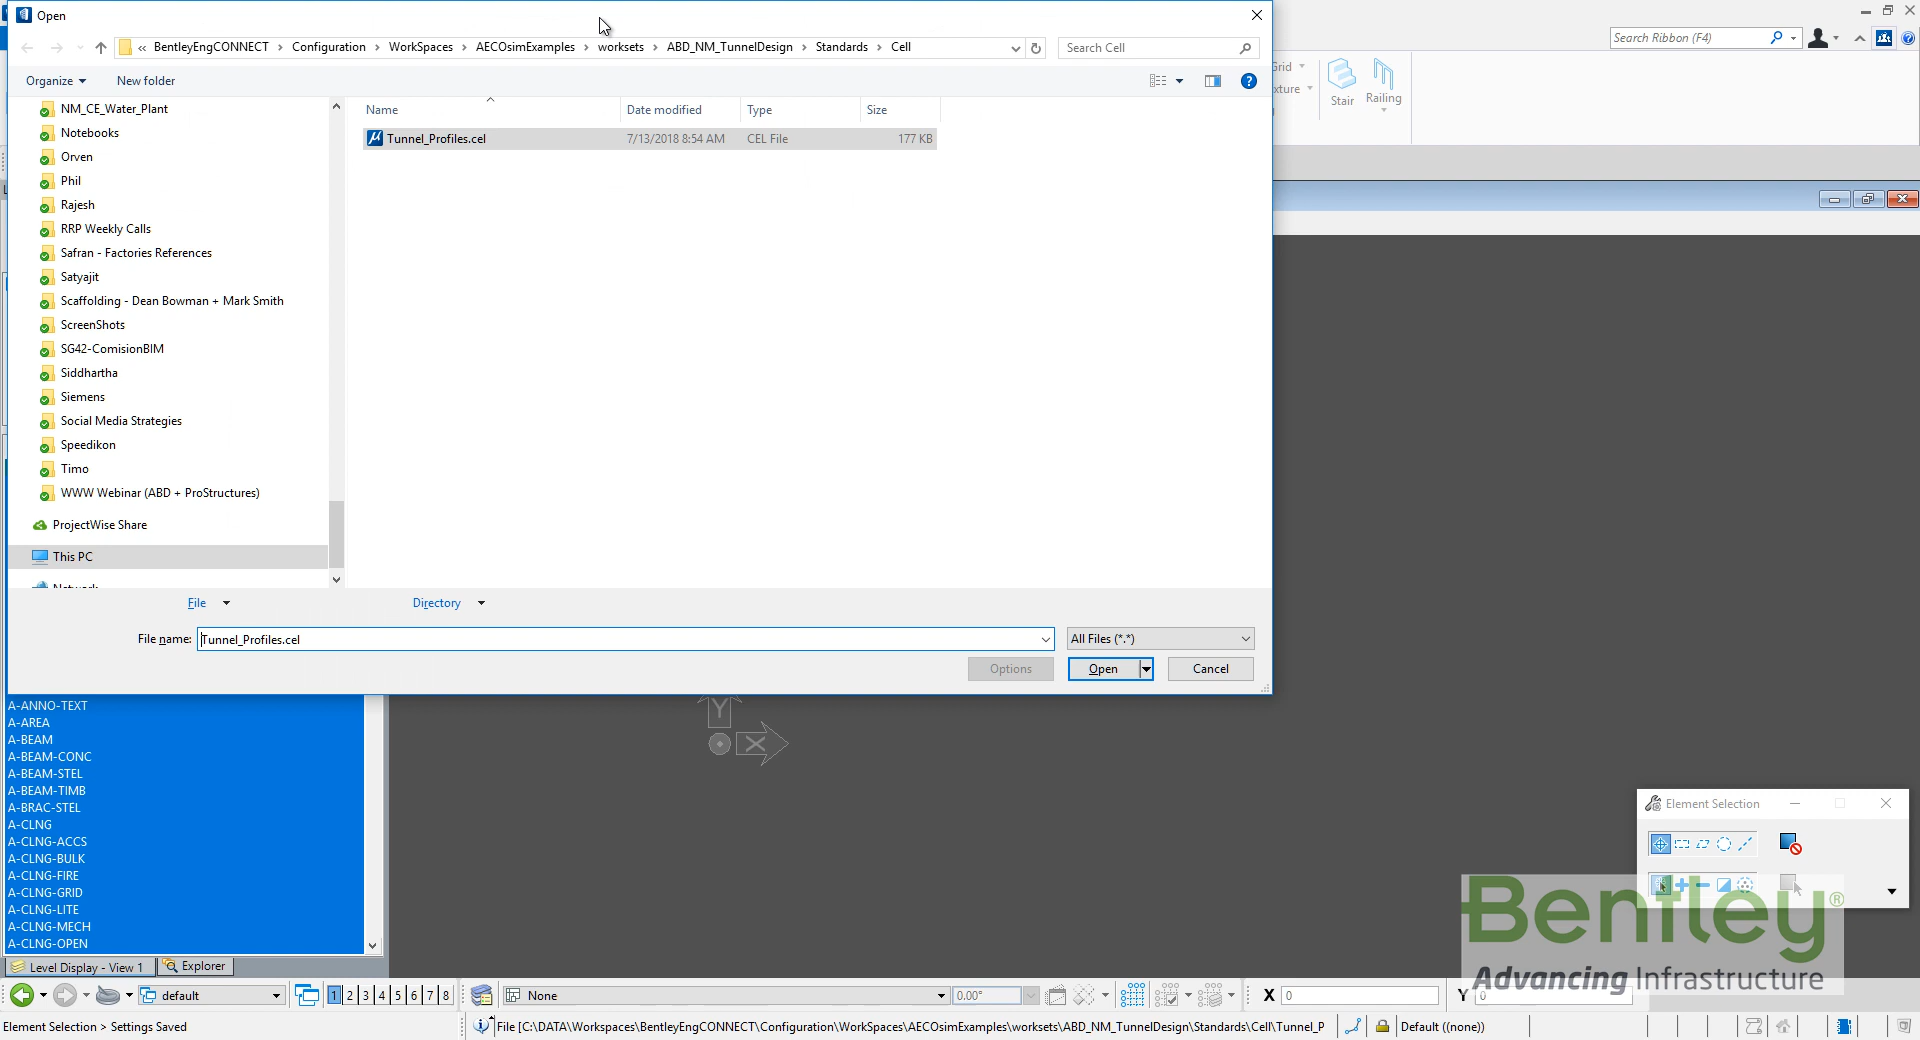 Open
« BentleyEngCONNECT › Configuration › WorkSpaces › AECOsimExamples › worksets › ABD_NM_TunnelDesign › Standards › Cell
Search Cell
Search Ribbon (F4)
Organize
New folder
Stair
Railing
Name
Date modified
Type
Size
Tunnel_Profiles.cel
7/13/2018 8:54 AM
CEL File
177 KB
NM_CE_Water_Plant
Notebooks
Orven
Phil
Rajesh
RRP Weekly Calls
Safran - Factories References
Satyajit
Scaffolding - Dean Bowman + Mark Smith
ScreenShots
SG42-ComisionBIM
Siddhartha
Siemens
Social Media Strategies
Speedikon
Timo
WWW Webinar (ABD + ProStructures)
ProjectWise Share
This PC
Network
File
Directory
File name:
Tunnel_Profiles.cel
All Files (*.*)
Options
Open
Cancel
Y
X
A-ANNO-TEXT
A-AREA
A-BEAM
A-BEAM-CONC
A-BEAM-STEL
A-BEAM-TIMB
A-BRAC-STEL
A-CLNG
A-CLNG-ACCS
A-CLNG-BULK
A-CLNG-FIRE
A-CLNG-GRID
A-CLNG-LITE
A-CLNG-MECH
A-CLNG-OPEN
Level Display - View 1
Explorer
Element Selection
Bentley®
Advancing Infrastructure
default
1 2 3 4 5 6 7 8
None
0.00°
X 0
Y 0
Element Selection > Settings Saved
File [C:\DATA\Workspaces\BentleyEngCONNECT\Configuration\WorkSpaces\AECOsimExamples\worksets\ABD_NM_TunnelDesign\Standards\Cell\Tunnel_P
Default ((none))